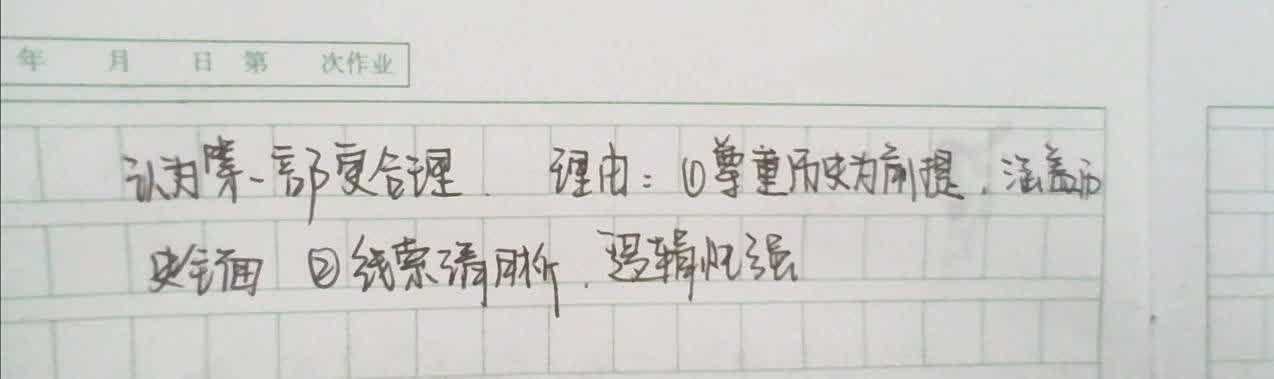 年 月 日 第 次作业
认为第一部更合理. 理由：①尊重历史为前提，涵盖历
史全面 ②线索清晰，逻辑性强